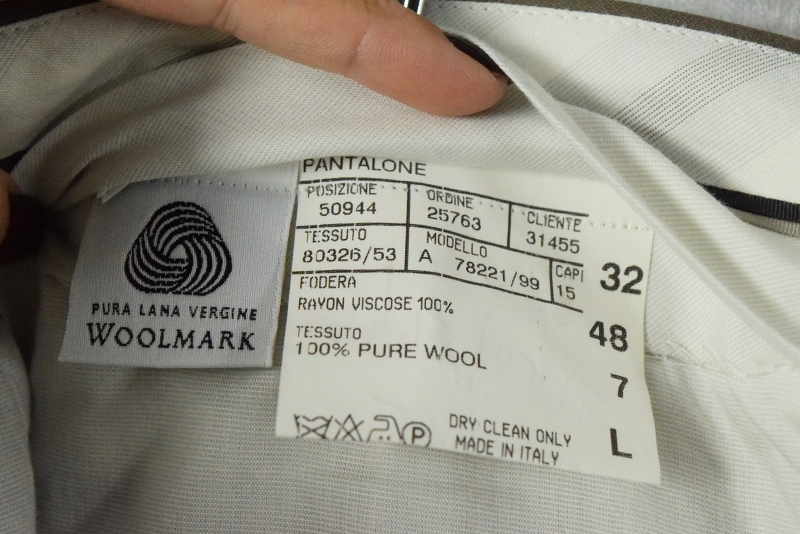 PANTALONE
POSIZIONE ORDINE CLIENTE
50944 25763 31455
TESSUTO MODELLO CAPI
80326/53 A 78221/99 15
32
FODERA
RAYON VISCOSE 100%
48
TESSUTO
100% PURE WOOL
7
DRY CLEAN ONLY
MADE IN ITALY
L
P
PURA LANA VERGINE
WOOLMARK